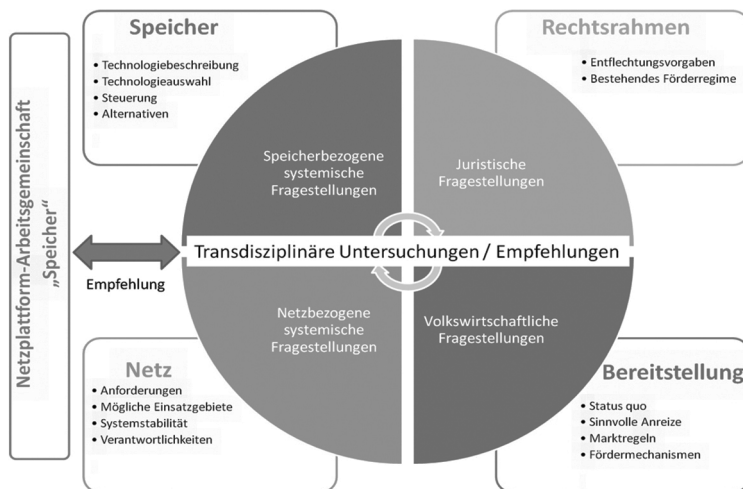 Netzplattform-Arbeitsgemeinschaft
„Speicher“
Speicher
• Technologiebeschreibung
• Technologieauswahl
• Steuerung
• Alternativen
Rechtsrahmen
• Entflechtungsvorgaben
• Bestehendes Förderregime
Speicherbezogene
systemische
Fragestellungen
Juristische
Fragestellungen
Transdisziplinäre Untersuchungen / Empfehlungen
Empfehlung
Netzbezogene
systemische
Fragestellungen
Volkswirtschaftliche
Fragestellungen
Netz
• Anforderungen
• Mögliche Einsatzgebiete
• Systemstabilität
• Verantwortlichkeiten
Bereitstellung
• Status quo
• Sinnvolle Anreize
• Marktregeln
• Fördermechanismen